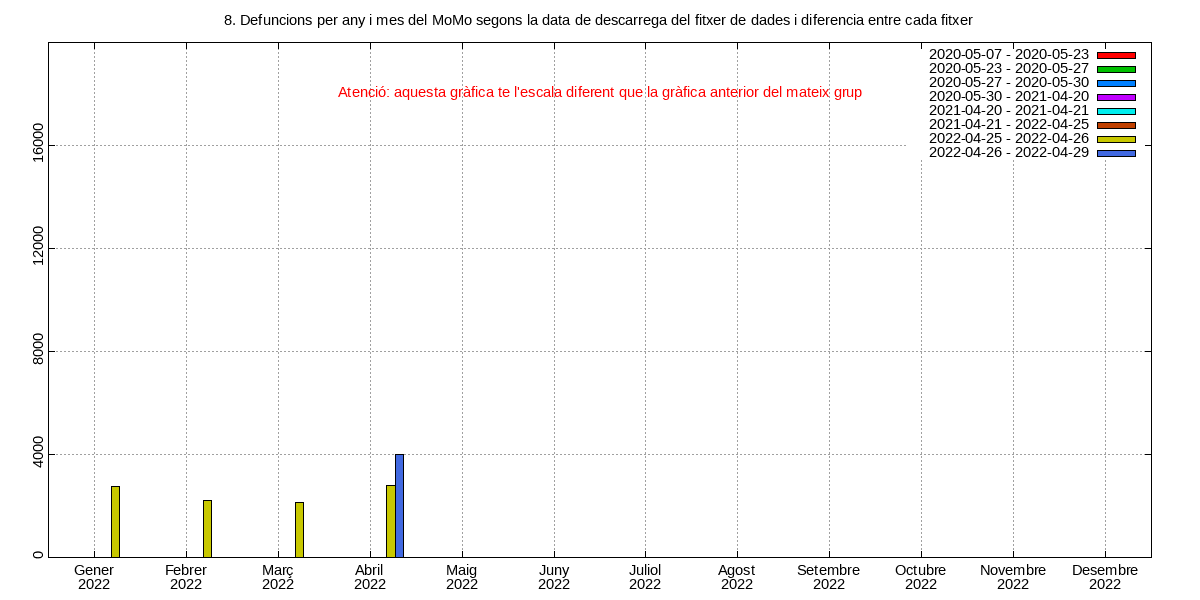 8. Defuncions per any i mes del MoMo segons la data de descarrega del fitxer de dades i diferencia entre cada fitxer
Atenció: aquesta gràfica te l'escala diferent que la gràfica anterior del mateix grup
2020-05-07 - 2020-05-23
2020-05-23 - 2020-05-27
2020-05-27 - 2020-05-30
2020-05-30 - 2021-04-20
2021-04-20 - 2021-04-21
2021-04-21 - 2022-04-25
2022-04-25 - 2022-04-26
2022-04-26 - 2022-04-29
16000
12000
8000
4000
0
Gener Febrer Març Abril Maig Juny Juliol Agost Setembre Octubre Novembre Desembre
2022 2022 2022 2022 2022 2022 2022 2022 2022 2022 2022 2022